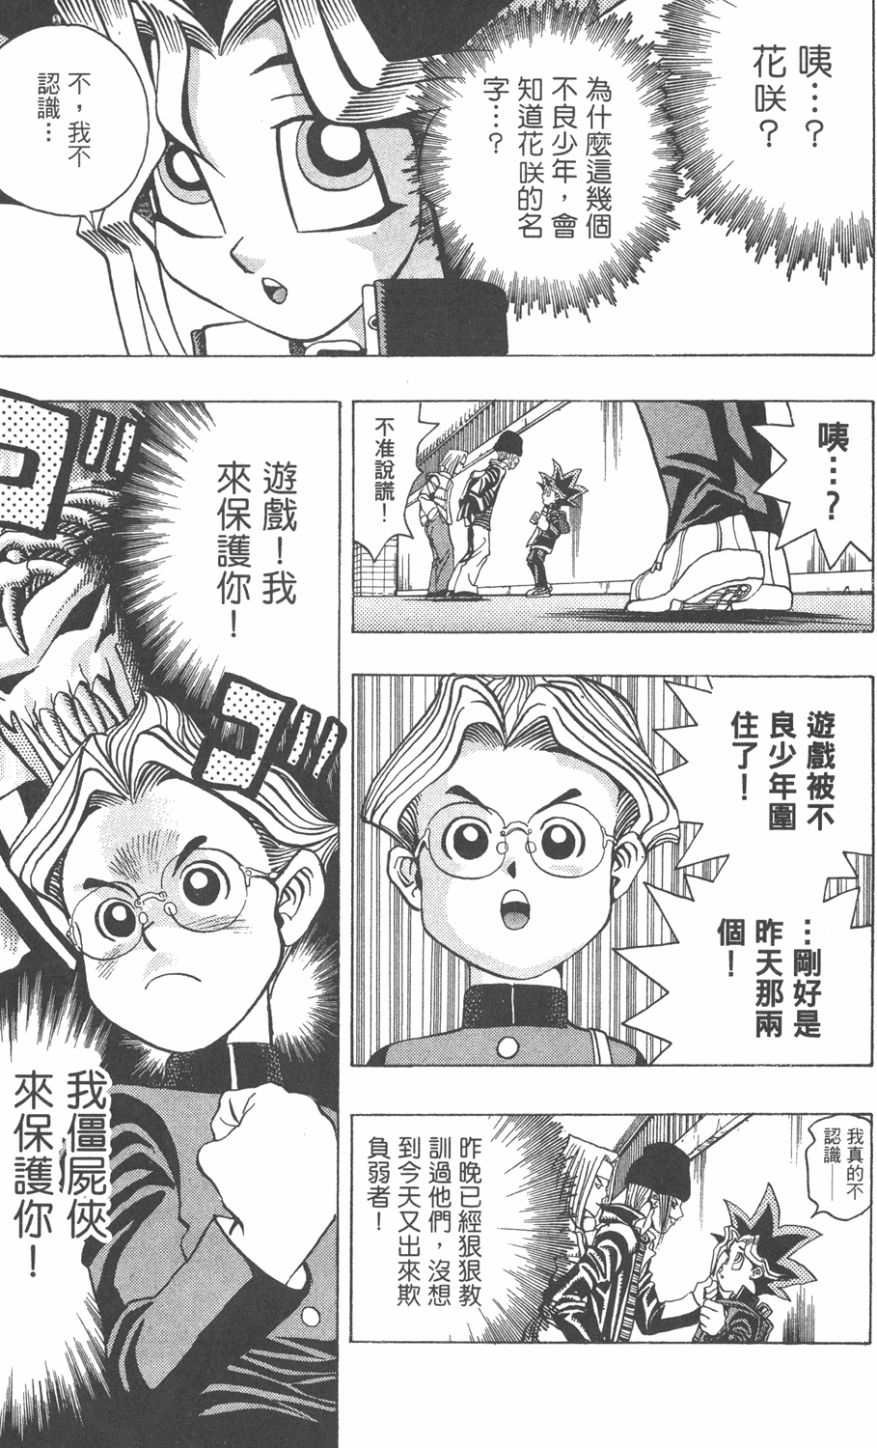 咦…？
花咲？
為什麼這幾個
不良少年，會
知道花咲的名
字…？
不，我不
認識…
咦…？
不准說謊！
遊戲被不
良少年圍
住了！
…剛好是
昨天那兩
個！
我真的不
認識──
昨晚已經狠狠教
訓過他們，沒想
到今天又出來欺
負弱者！
遊戲！我
來保護你！
我僵屍俠
來保護你！